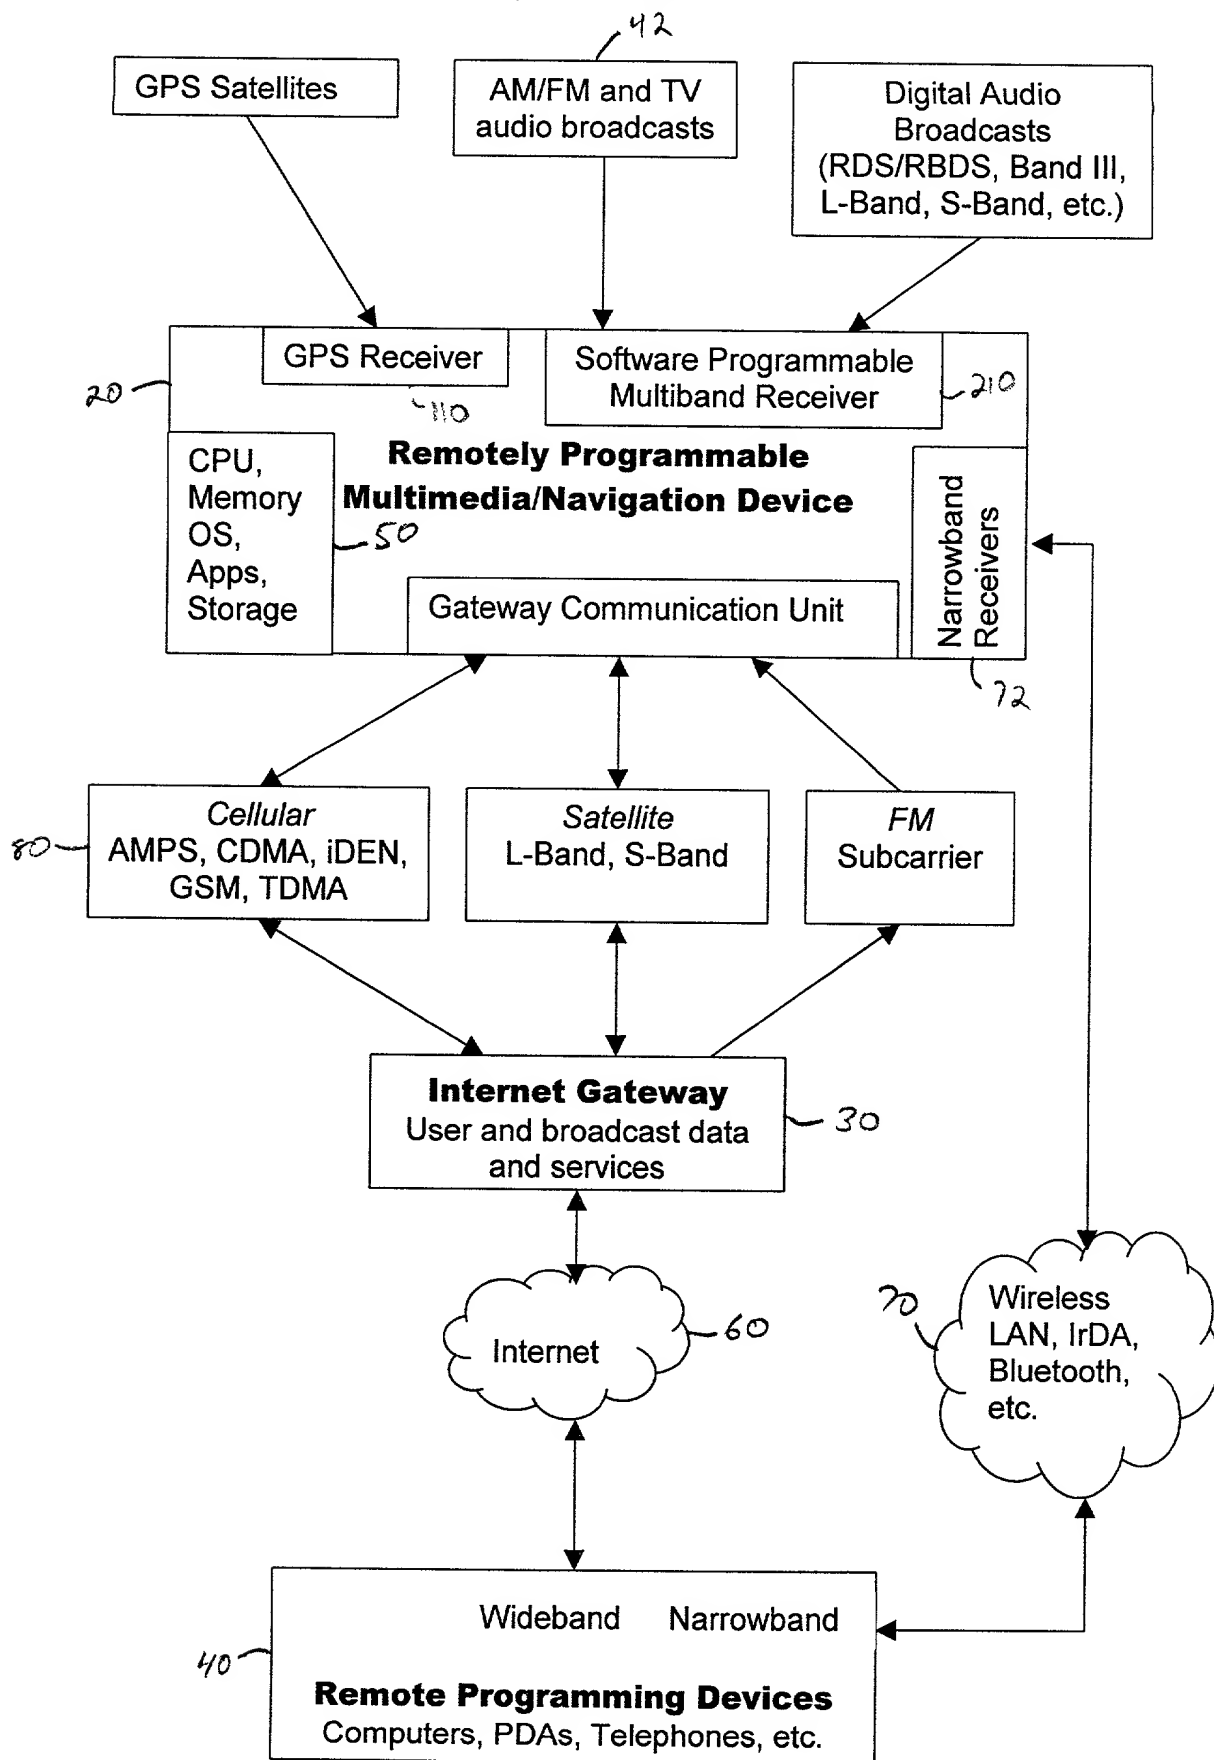 42
GPS Satellites
AM/FM and TV
audio broadcasts
Digital Audio
Broadcasts
(RDS/RBDS, Band III,
L-Band, S-Band, etc.)
20
GPS Receiver
110
Software Programmable
Multiband Receiver
210
Remotely Programmable
Multimedia/Navigation Device
CPU,
Memory
OS,
Apps,
Storage
50
Gateway Communication Unit
Narrowband
Receivers
72
80
Cellular
AMPS, CDMA, iDEN,
GSM, TDMA
Satellite
L-Band, S-Band
FM
Subcarrier
Internet Gateway
User and broadcast data
and services
30
Internet
60
70
Wireless
LAN, IrDA,
Bluetooth,
etc.
Wideband
Narrowband
40
Remote Programming Devices
Computers, PDAs, Telephones, etc.